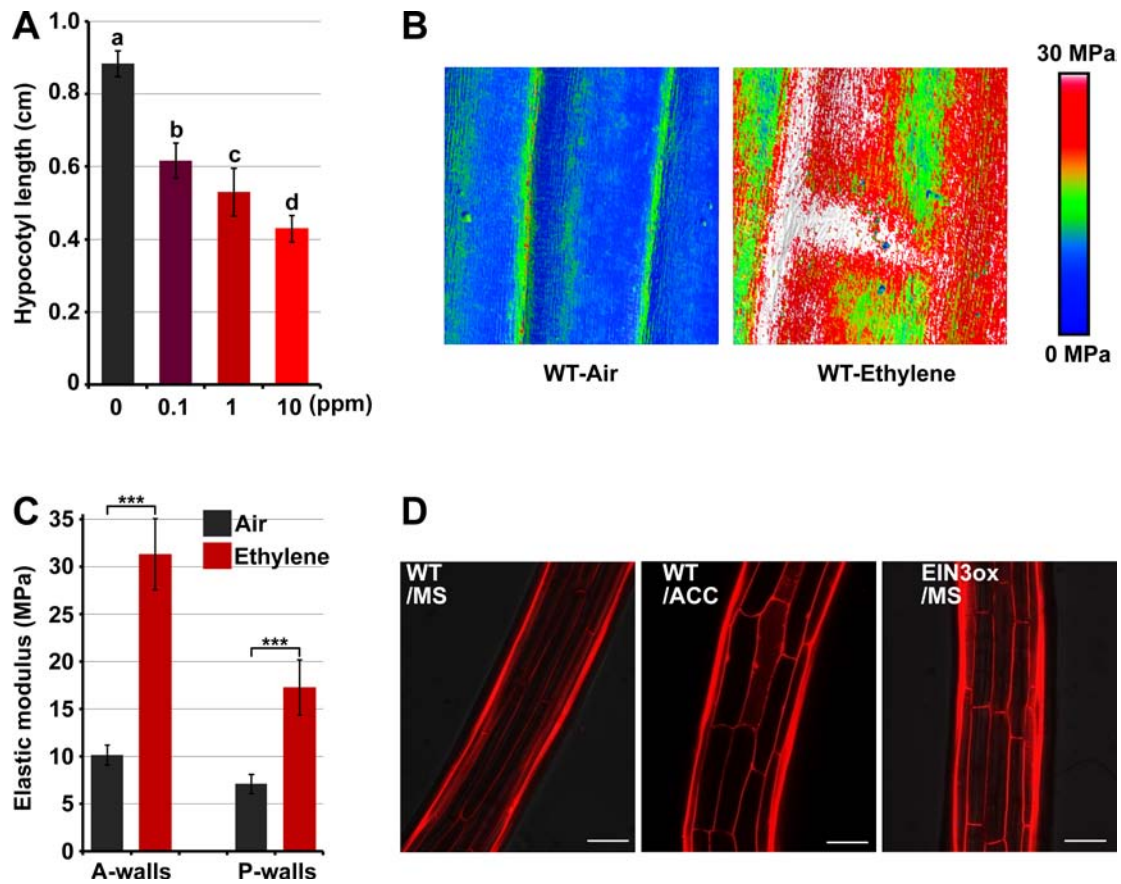 A
Hypocotyl length (cm)
1.0
0.8
0.6
0.4
0.2
0
a
b
c
d
0 0.1 1 10 (ppm)
B
WT-Air
WT-Ethylene
30 MPa
0 MPa
C
Elastic modulus (MPa)
35
30
25
20
15
10
5
0
***
***
Air
Ethylene
A-walls P-walls
D
WT
/MS
WT
/ACC
EIN3ox
/MS